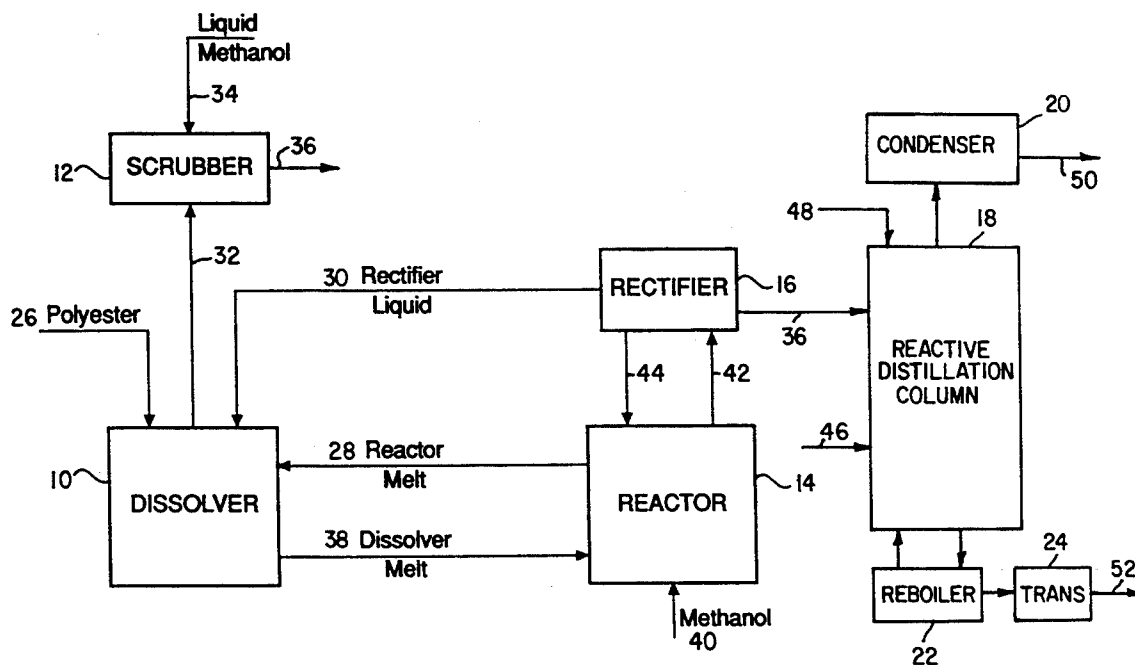 Liquid
Methanol
34
SCRUBBER
36
12
32
20
CONDENSER
50
48
18
30 Rectifier
Liquid
RECTIFIER
16
36
26 Polyester
44
42
REACTIVE
DISTILLATION
COLUMN
46
28 Reactor
Melt
10
DISSOLVER
REACTOR
14
38 Dissolver
Melt
24
52
REBOILER
TRANS
22
Methanol
40